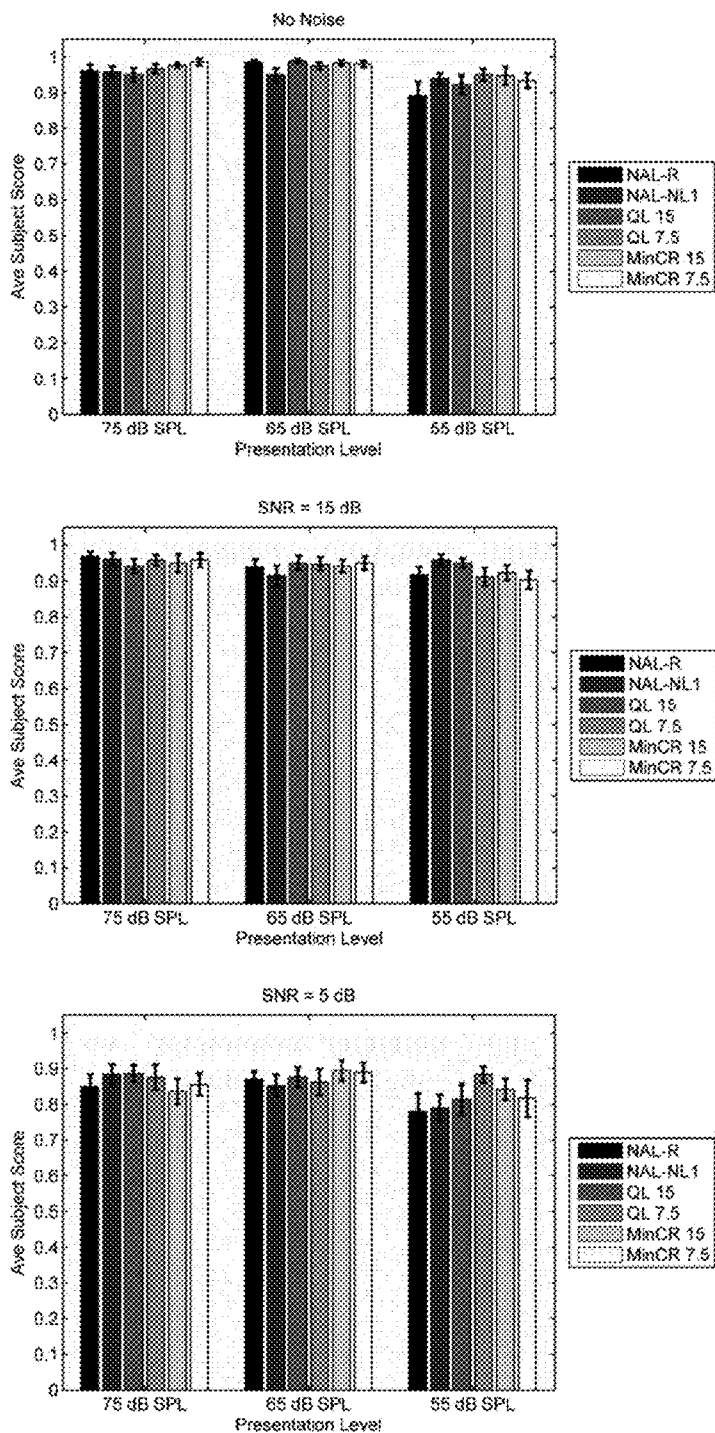 No Noise
Ave Subject Score
1
0.9
0.8
0.7
0.6
0.5
0.4
0.3
0.2
0.1
0
75 dB SPL 65 dB SPL 55 dB SPL
Presentation Level
NAL-R
NAL-NL1
QL 15
QL 7.5
MinCR 15
MinCR 7.5
SNR = 15 dB
Ave Subject Score
1
0.9
0.8
0.7
0.6
0.5
0.4
0.3
0.2
0.1
0
75 dB SPL 65 dB SPL 55 dB SPL
Presentation Level
NAL-R
NAL-NL1
QL 15
QL 7.5
MinCR 15
MinCR 7.5
SNR = 5 dB
Ave Subject Score
1
0.9
0.8
0.7
0.6
0.5
0.4
0.3
0.2
0.1
0
75 dB SPL 65 dB SPL 55 dB SPL
Presentation Level
NAL-R
NAL-NL1
QL 15
QL 7.5
MinCR 15
MinCR 7.5